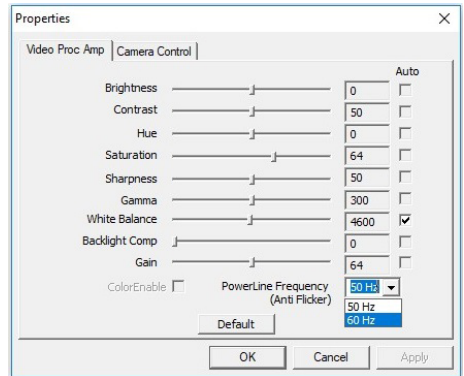 Properties
Video Proc Amp Camera Control
Auto
Brightness 0
Contrast 50
Hue 0
Saturation 64
Sharpness 50
Gamma 300
White Balance 4600
Backlight Comp 0
Gain 64
ColorEnable PowerLine Frequency 50 Hz
(Anti Flicker)
50 Hz
60 Hz
Default
OK Cancel Apply